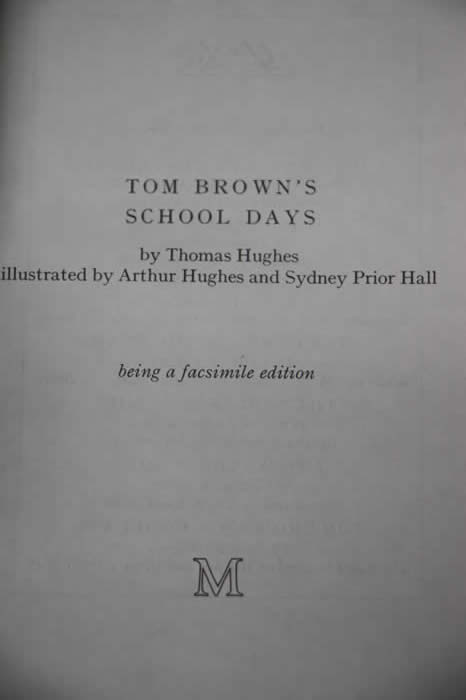 TOM BROWN'S
SCHOOL DAYS
by Thomas Hughes
illustrated by Arthur Hughes and Sydney Prior Hall
being a facsimile edition
M